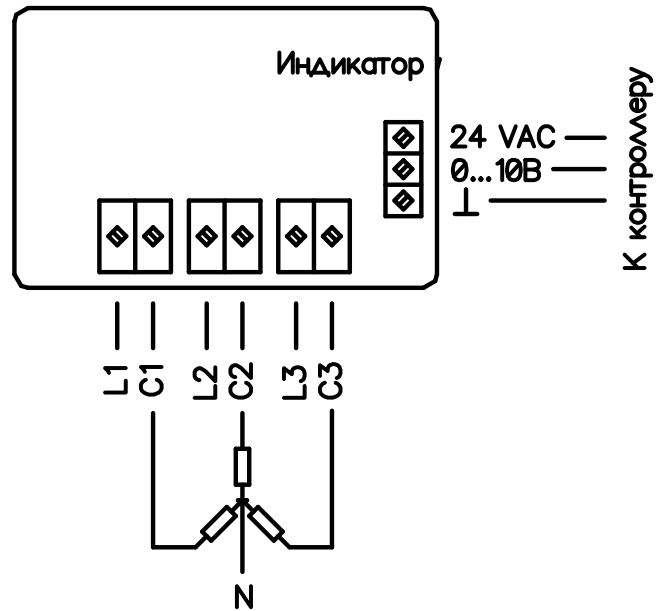 Индикатор
24 VAC
0...10В
К контроллеру
L1 C1 L2 C2 L3 C3
N